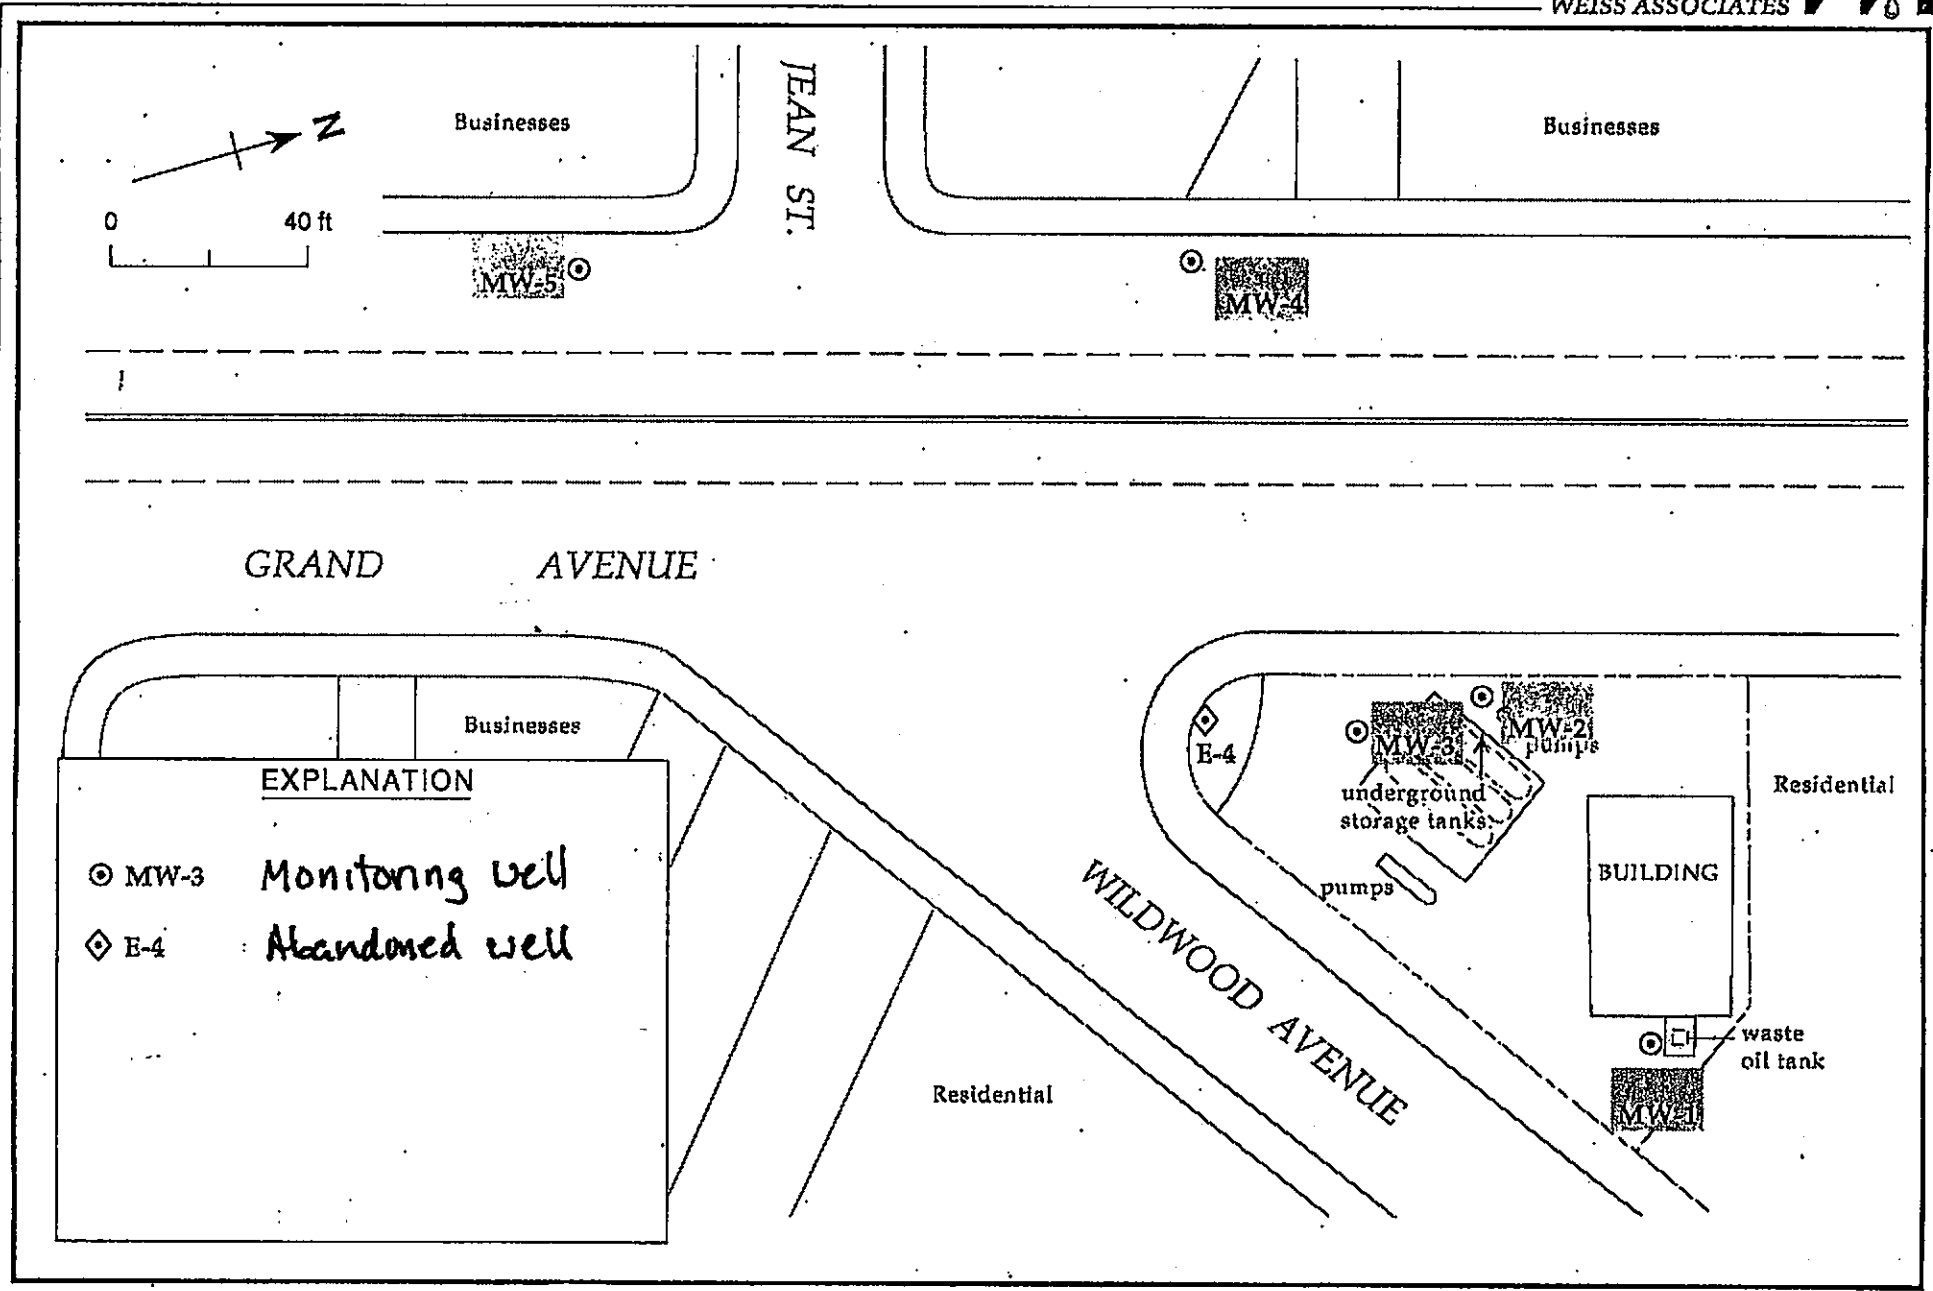 WEISS ASSOCIATES
N
0 40 ft
Businesses
JEAN ST.
Businesses
MW-5
MW-4
GRAND AVENUE
Businesses
E-4
MW-3
MW-2
pumps
underground
storage tanks
pumps
Residential
BUILDING
WILDWOOD AVENUE
waste
oil tank
MW-1
Residential
EXPLANATION
MW-3 Monitoring well
E-4 : Abandoned well